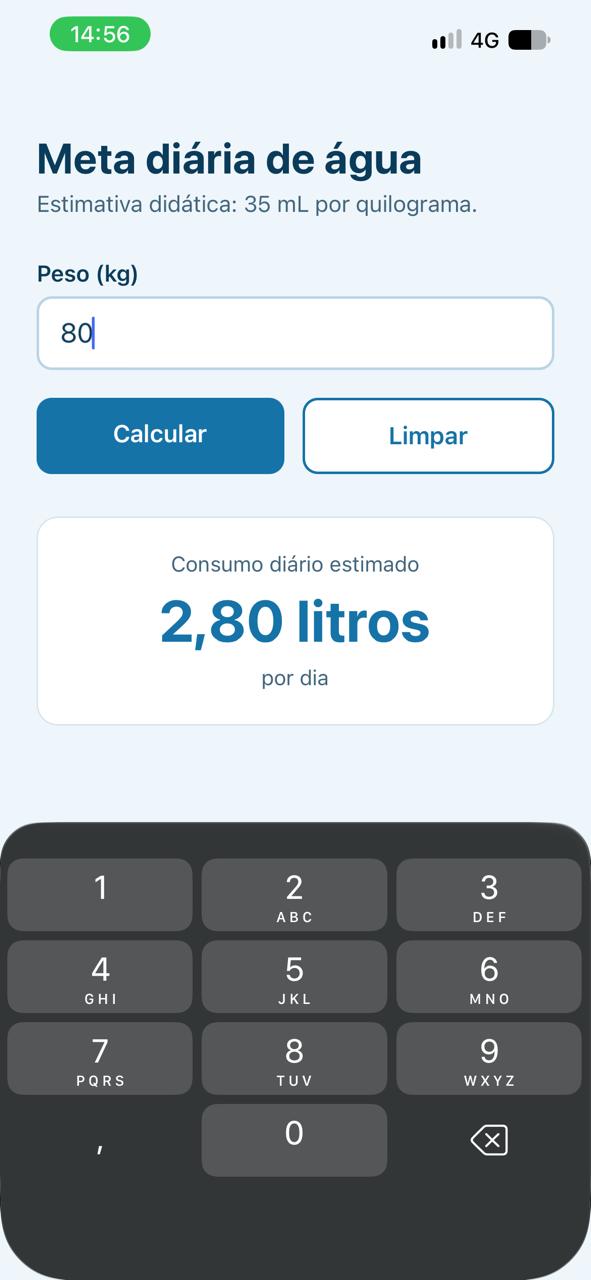 14:56 4G
Meta diária de água
Estimativa didática: 35 mL por quilograma.
Peso (kg)
80
Calcular Limpar
Consumo diário estimado
2,80 litros
por dia
1 2 3
ABC DEF
4 5 6
GHI JKL MNO
7 8 9
PQRS TUV WXYZ
, 0